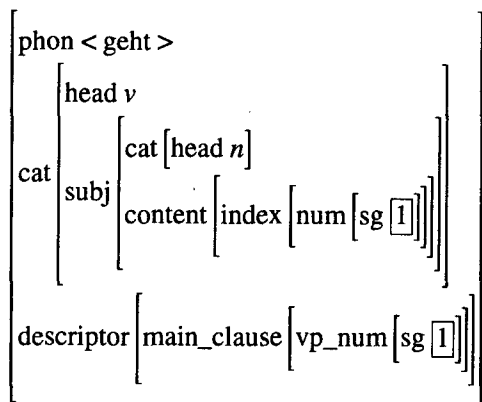 phon < geht >
head v
cat [head n]
cat
subj
content [index [num [sg 1]]]
descriptor [main_clause [vp_num [sg 1]]]